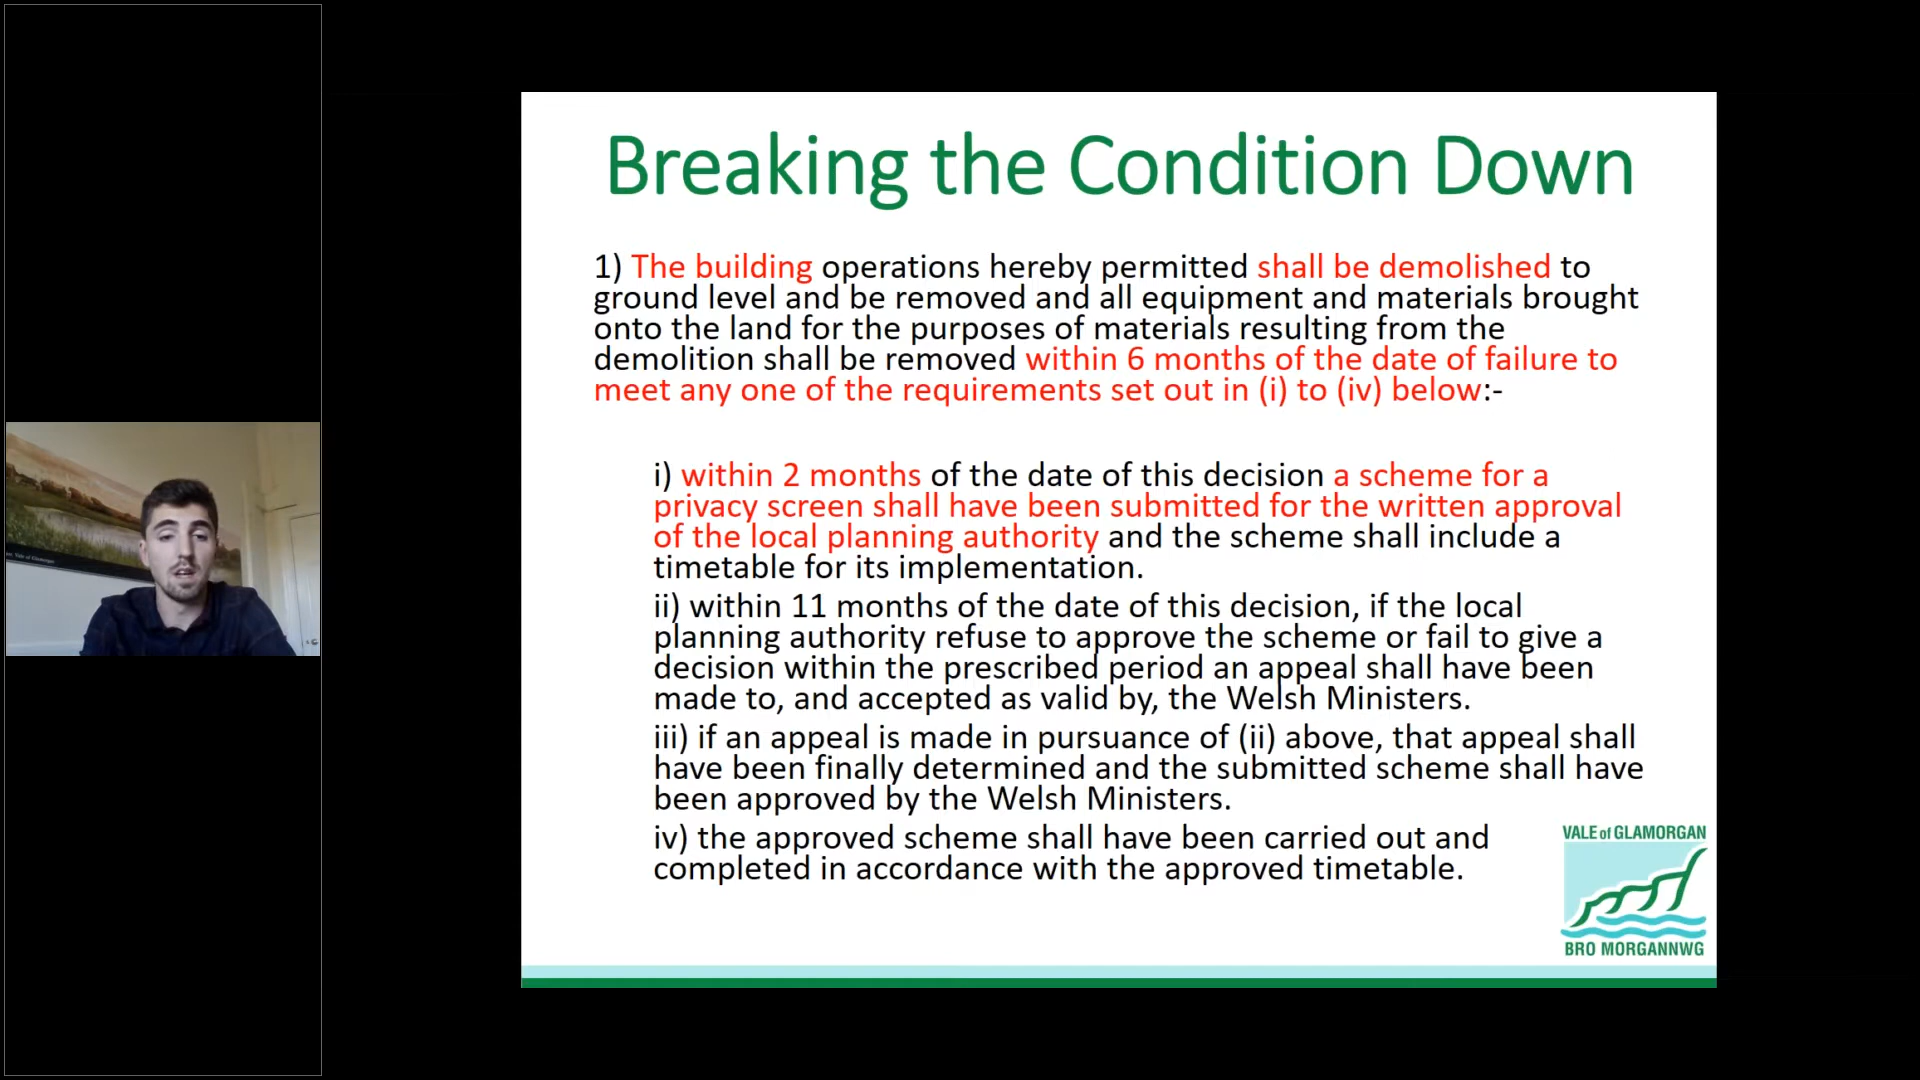 Breaking the Condition Down
1) The building operations hereby permitted shall be demolished to
ground level and be removed and all equipment and materials brought
onto the land for the purposes of materials resulting from the
demolition shall be removed within 6 months of the date of failure to
meet any one of the requirements set out in (i) to (iv) below:-
i) within 2 months of the date of this decision a scheme for a
privacy screen shall have been submitted for the written approval
of the local planning authority and the scheme shall include a
timetable for its implementation.
ii) within 11 months of the date of this decision, if the local
planning authority refuse to approve the scheme or fail to give a
decision within the prescribed period an appeal shall have been
made to, and accepted as valid by, the Welsh Ministers.
iii) if an appeal is made in pursuance of (ii) above, that appeal shall
have been finally determined and the submitted scheme shall have
been approved by the Welsh Ministers.
iv) the approved scheme shall have been carried out and
completed in accordance with the approved timetable.
VALE of GLAMORGAN
BRO MORGANNWG